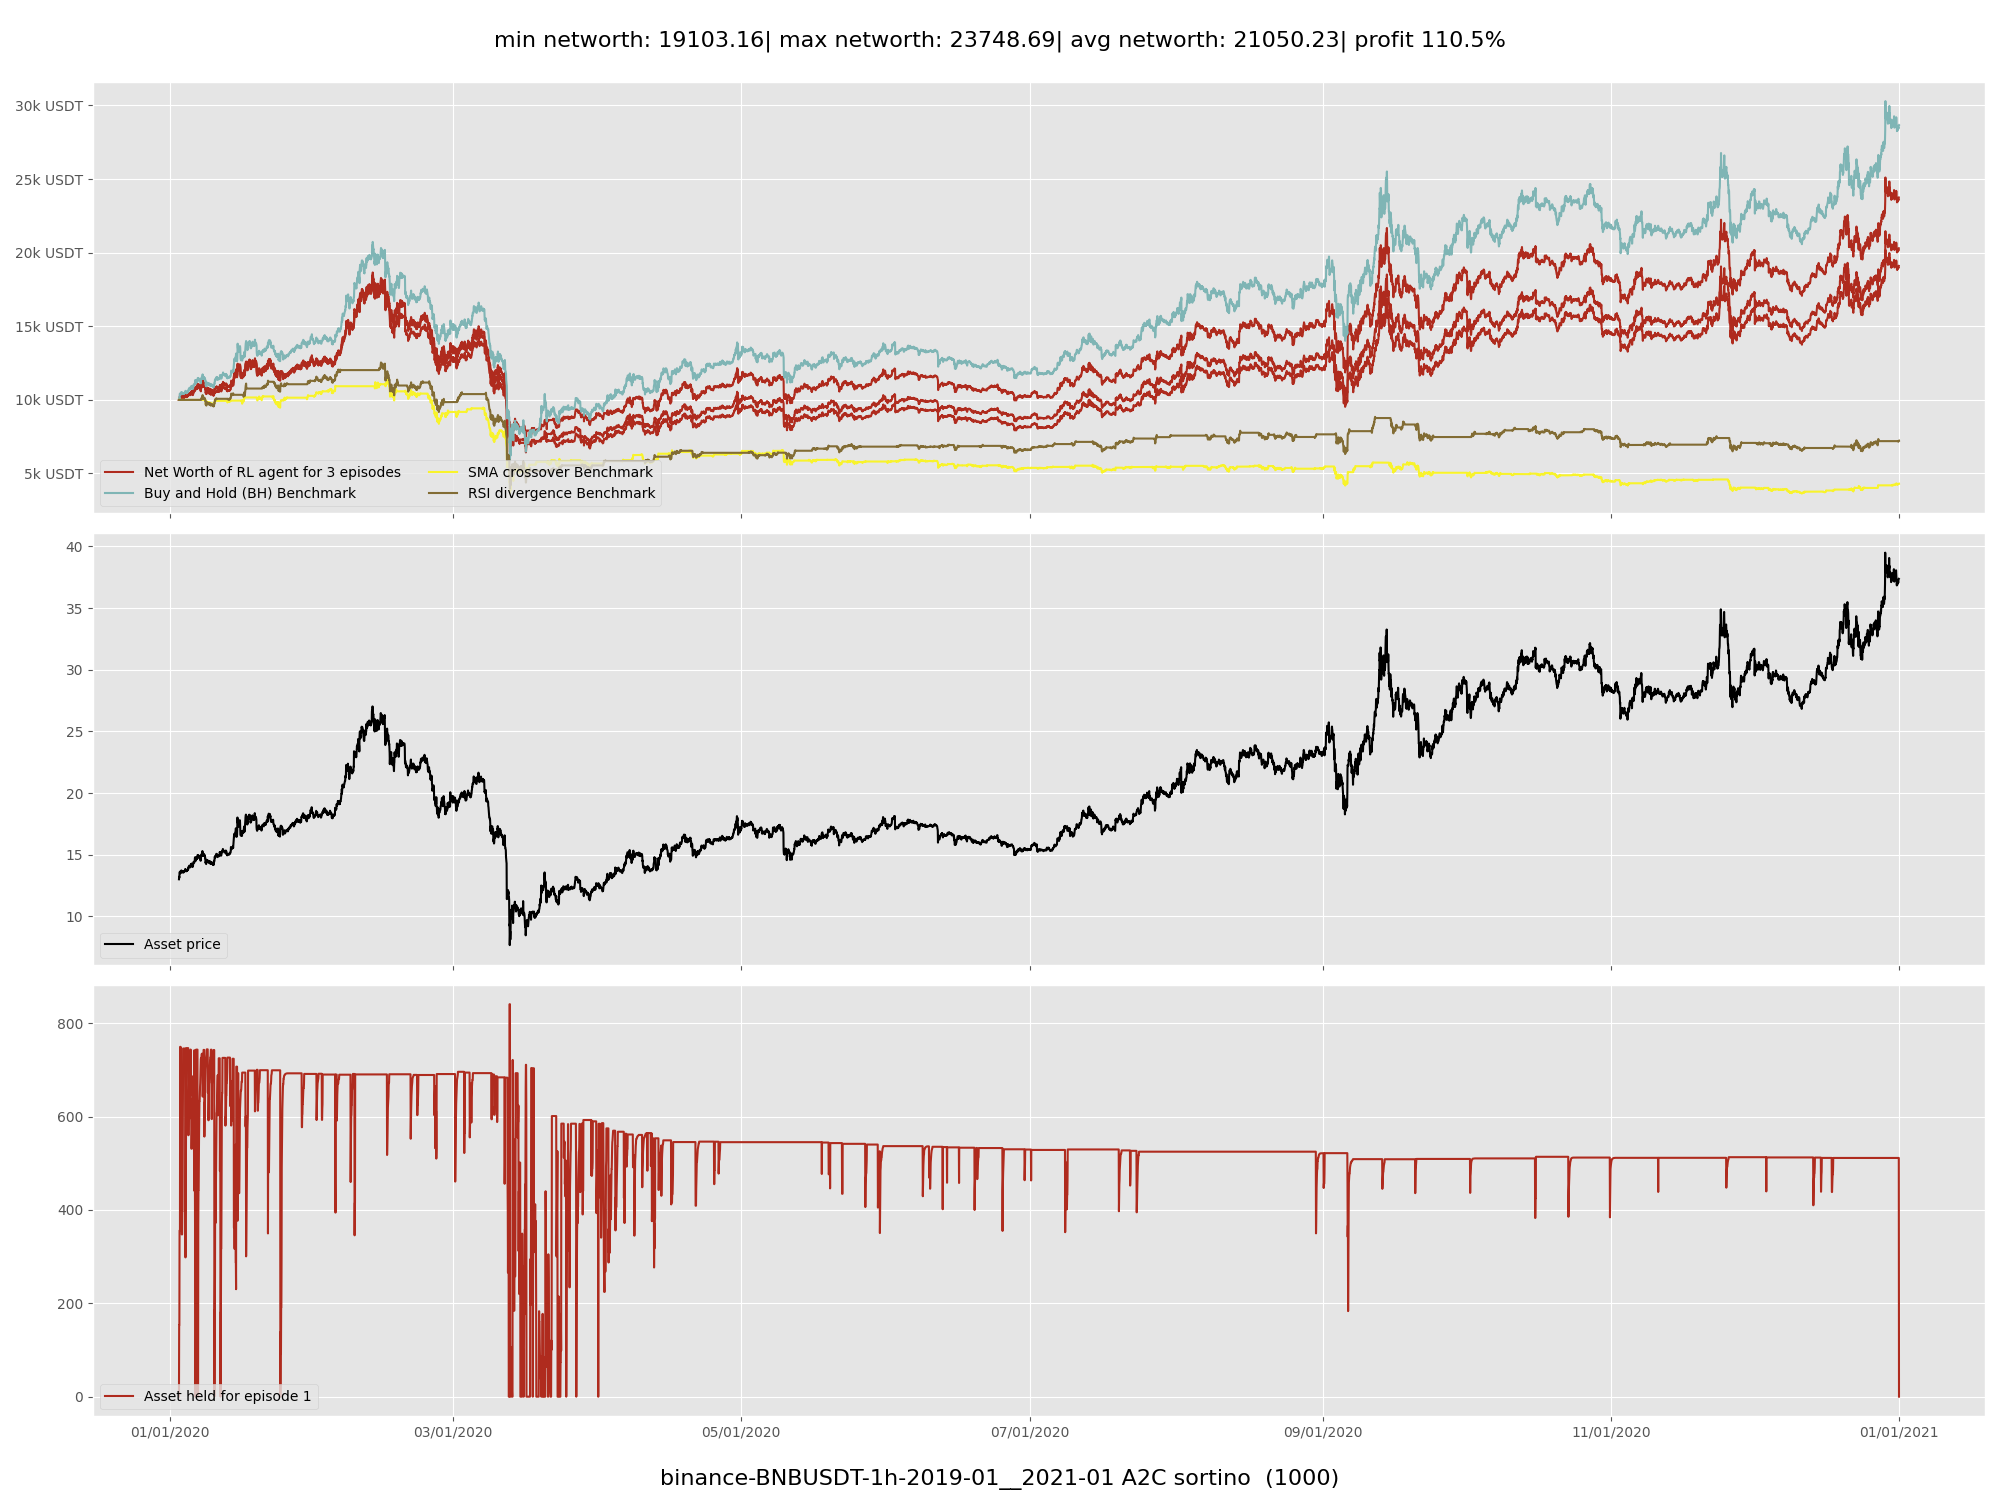 min networth: 19103.16| max networth: 23748.69| avg networth: 21050.23| profit 110.5%
30k USDT
25k USDT
20k USDT
15k USDT
10k USDT
5k USDT
Net Worth of RL agent for 3 episodes
Buy and Hold (BH) Benchmark
SMA crossover Benchmark
RSI divergence Benchmark
40
35
30
25
20
15
10
Asset price
800
600
400
200
0
Asset held for episode 1
01/01/2020
03/01/2020
05/01/2020
07/01/2020
09/01/2020
11/01/2020
01/01/2021
binance-BNBUSDT-1h-2019-01__2021-01 A2C sortino  (1000)